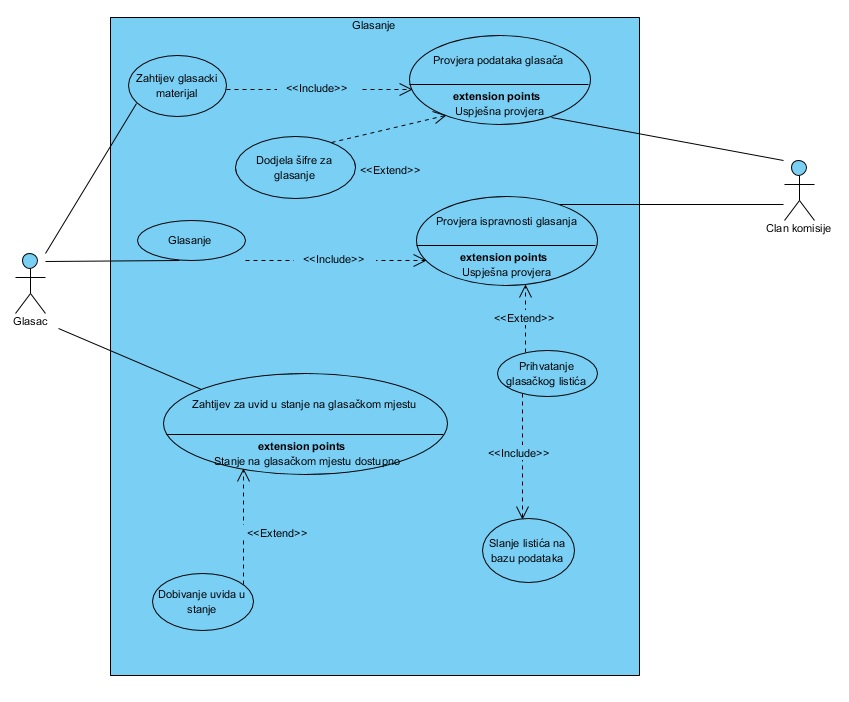 Glasanje
Zahtijev glasacki
materijal
<<Include>>
Provjera podataka glasača
extension points
Uspješna provjera
Dodjela šifre za
glasanje
<<Extend>>
Clan komisije
Glasanje
<<Include>>
Provjera ispravnosti glasanja
extension points
Uspješna provjera
Glasac
<<Extend>>
Prihvatanje
glasačkog listića
Zahtijev za uvid u stanje na glasačkom mjestu
extension points
Stanje na glasačkom mjestu dostupno
<<Include>>
<<Extend>>
Slanje listića na
bazu podataka
Dobivanje uvida u
stanje